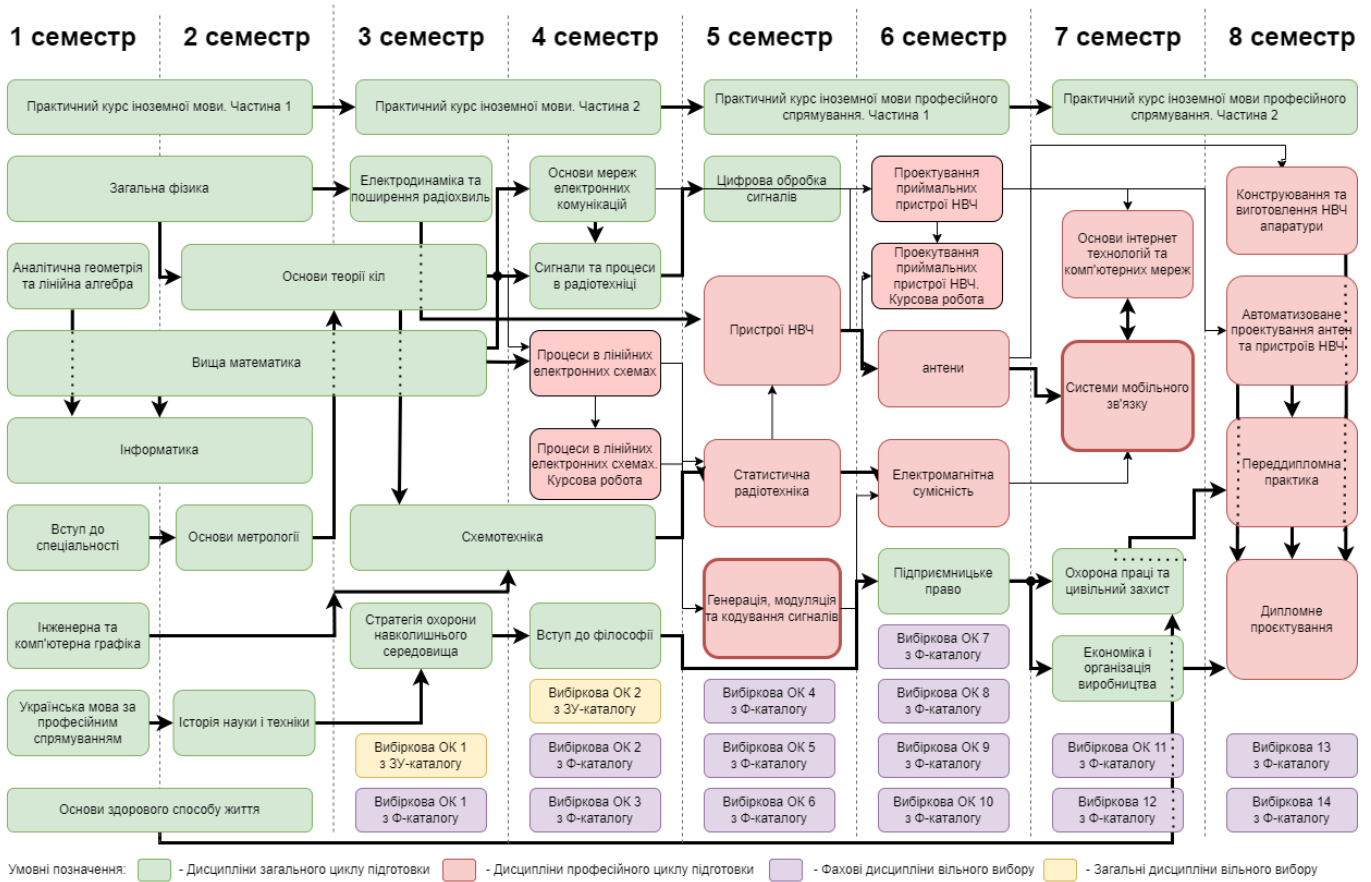 1 семестр
2 семестр
3 семестр
4 семестр
5 семестр
6 семестр
7 семестр
8 семестр
Практичний курс іноземної мови. Частина 1
Практичний курс іноземної мови. Частина 2
Практичний курс іноземної мови професійного
спрямування. Частина 1
Практичний курс іноземної мови професійного
спрямування. Частина 2
Загальна фізика
Електродинаміка та
поширення радіохвиль
Основи мереж
електронних
комунікацій
Цифрова обробка
сигналів
Проектування
приймальних
пристрої НВЧ
Конструювання та
виготовлення НВЧ
апаратури
Основи інтернет
технологій та
комп'ютерних мереж
Аналітична геометрія
та лінійна алгебра
Основи теорії кіл
Сигнали та процеси
в радіотехніці
Проекутування
приймальних
пристрої НВЧ.
Курсова робота
Пристрої НВЧ
Автоматизоване
проектування антен
та пристроїв НВЧ
Вища математика
Процеси в лінійних
електронних схемах
антени
Системи мобільного
зв'язку
Інформатика
Процеси в лінійних
електронних схемах.
Курсова робота
Статистична
радіотехніка
Електромагнітна
сумісність
Переддипломна
практика
Вступ до
спеціальності
Основи метрології
Схемотехніка
Генерація, модуляція
та кодування сигналів
Підприємницьке
право
Охорона праці та
цивільний захист
Дипломне
проєктування
Інженерна та
комп'ютерна графіка
Стратегія охорони
навколишнього
середовища
Вступ до філософії
Вибіркова ОК 7
з Ф-каталогу
Економіка і
організація
виробництва
Українська мова за
професійним
спрямуванням
Історія науки і техніки
Вибіркова ОК 2
з ЗУ-каталогу
Вибіркова ОК 4
з Ф-каталогу
Вибіркова ОК 8
з Ф-каталогу
Вибіркова ОК 1
з ЗУ-каталогу
Вибіркова ОК 2
з Ф-каталогу
Вибіркова ОК 5
з Ф-каталогу
Вибіркова ОК 9
з Ф-каталогу
Вибіркова ОК 11
з Ф-каталогу
Вибіркова 13
з Ф-каталогу
Основи здорового способу життя
Вибіркова ОК 1
з Ф-каталогу
Вибіркова ОК 3
з Ф-каталогу
Вибіркова ОК 6
з Ф-каталогу
Вибіркова ОК 10
з Ф-каталогу
Вибіркова 12
з Ф-каталогу
Вибіркова 14
з Ф-каталогу
Умовні позначення:
- Дисципліни загального циклу підготовки
- Дисципліни професійного циклу підготовки
- Фахові дисципліни вільного вибору
- Загальні дисципліни вільного вибору